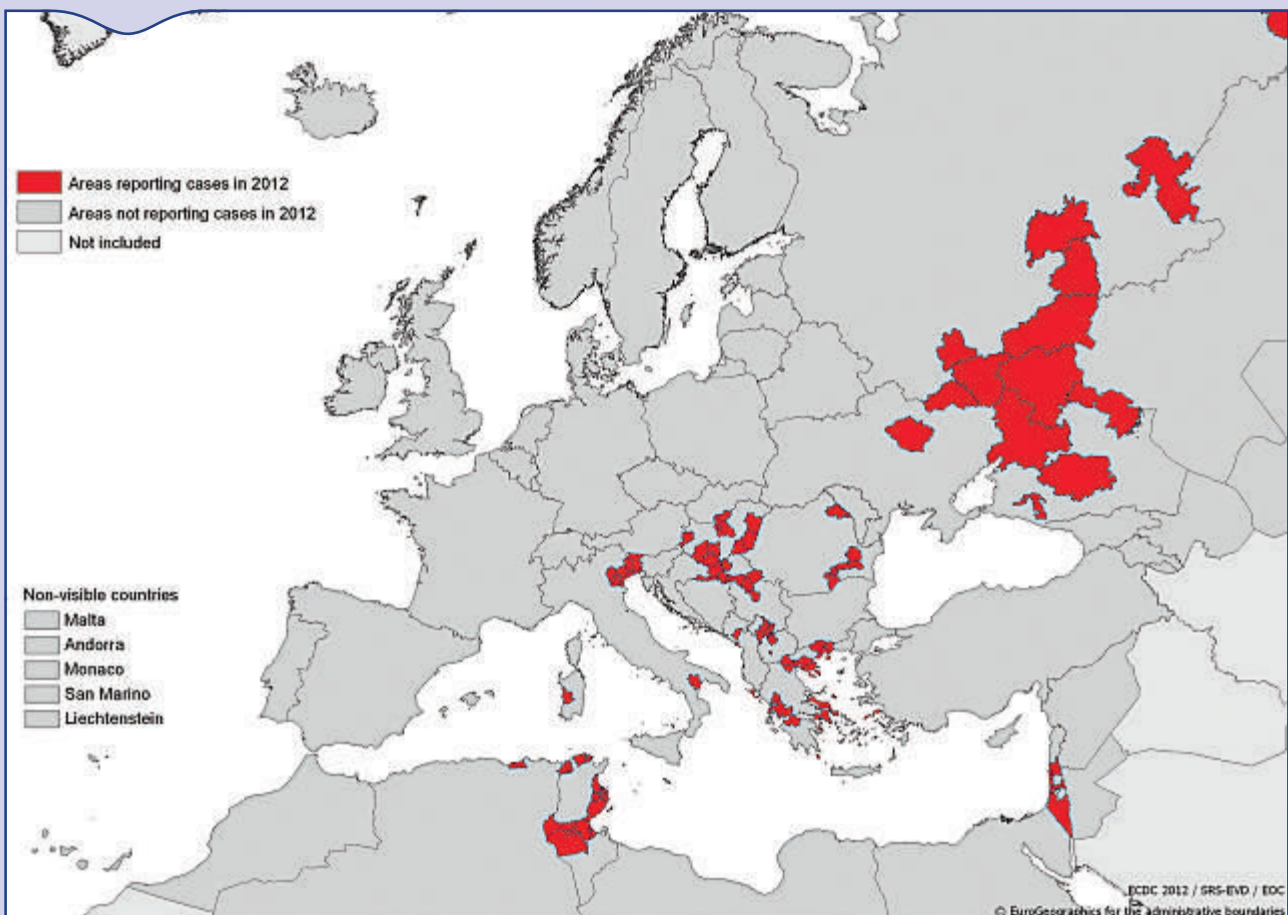 Areas reporting cases in 2012
Areas not reporting cases in 2012
Not included
Non-visible countries
Malta
Andorra
Monaco
San Marino
Liechtenstein
ECDC 2012 / SRS-EVD / EOC
© EuroGeographics for the administrative boundaries